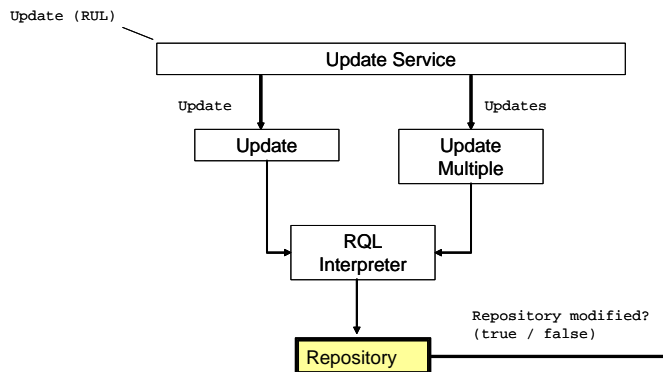 Update (RUL)
Update Service
Update
Updates
Update
Update
Multiple
RQL
Interpreter
Repository modified?
(true / false)
Repository